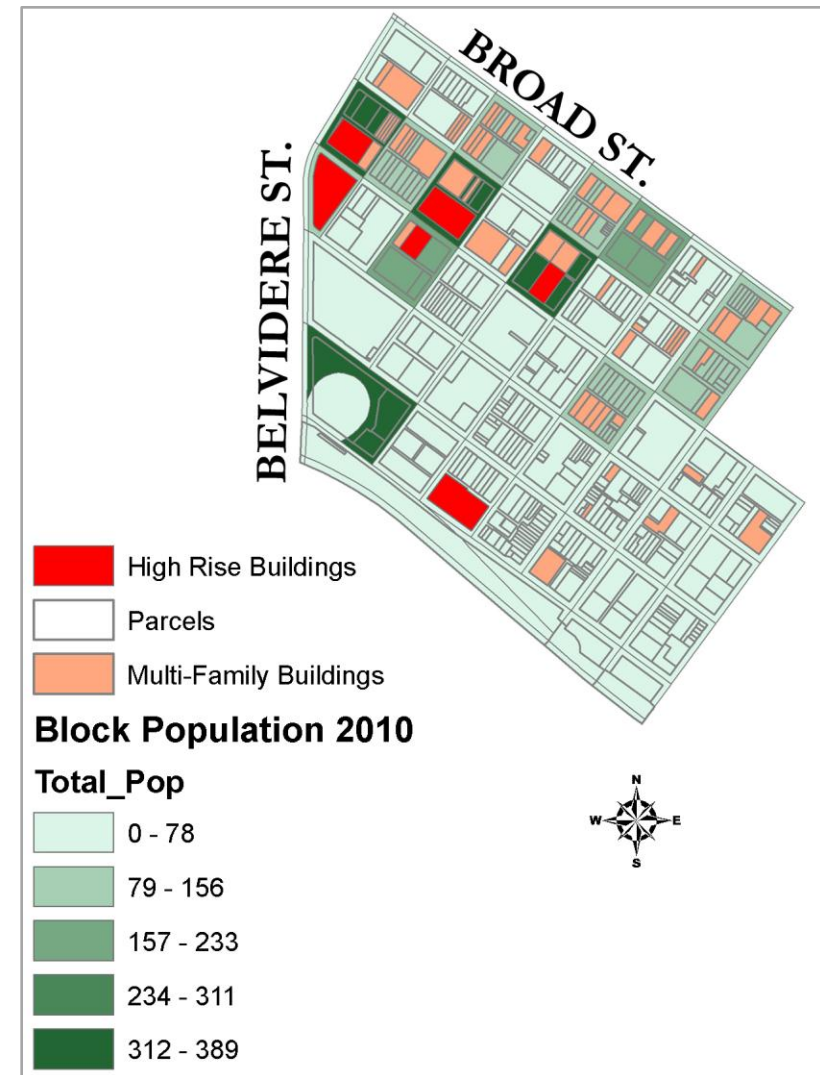 BROAD ST.
BELVIDERE ST.
High Rise Buildings
Parcels
Multi-Family Buildings
Block Population 2010
Total_Pop
N
W E
S
0 - 78
79 - 156
157 - 233
234 - 311
312 - 389